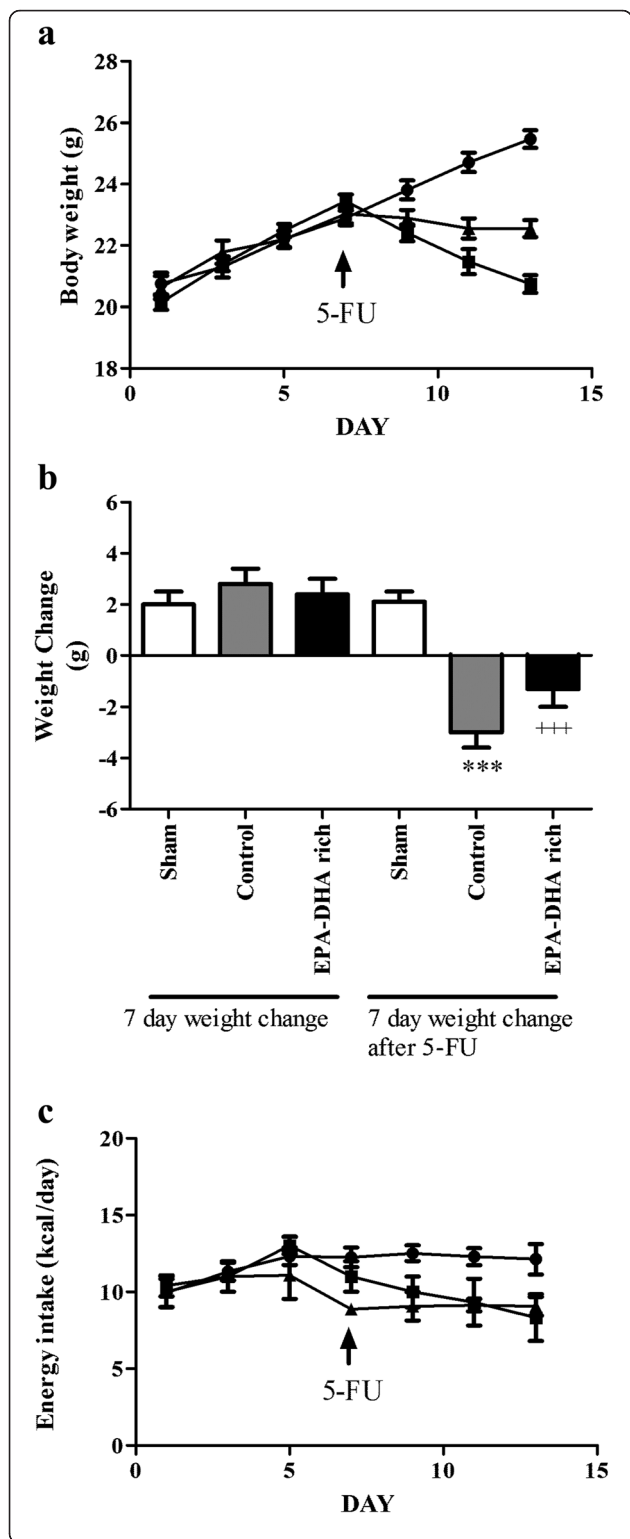 a
28
26
24
22
20
18
Body weight (g)
5-FU
0
5
10
15
DAY
b
6
4
2
0
-2
-4
-6
Weight Change
(g)
***
+++
Sham
Control
EPA-DHA rich
Sham
Control
EPA-DHA rich
7 day weight change
7 day weight change
after 5-FU
c
20
15
10
5
0
Energy intake (kcal/day)
5-FU
0
5
10
15
DAY